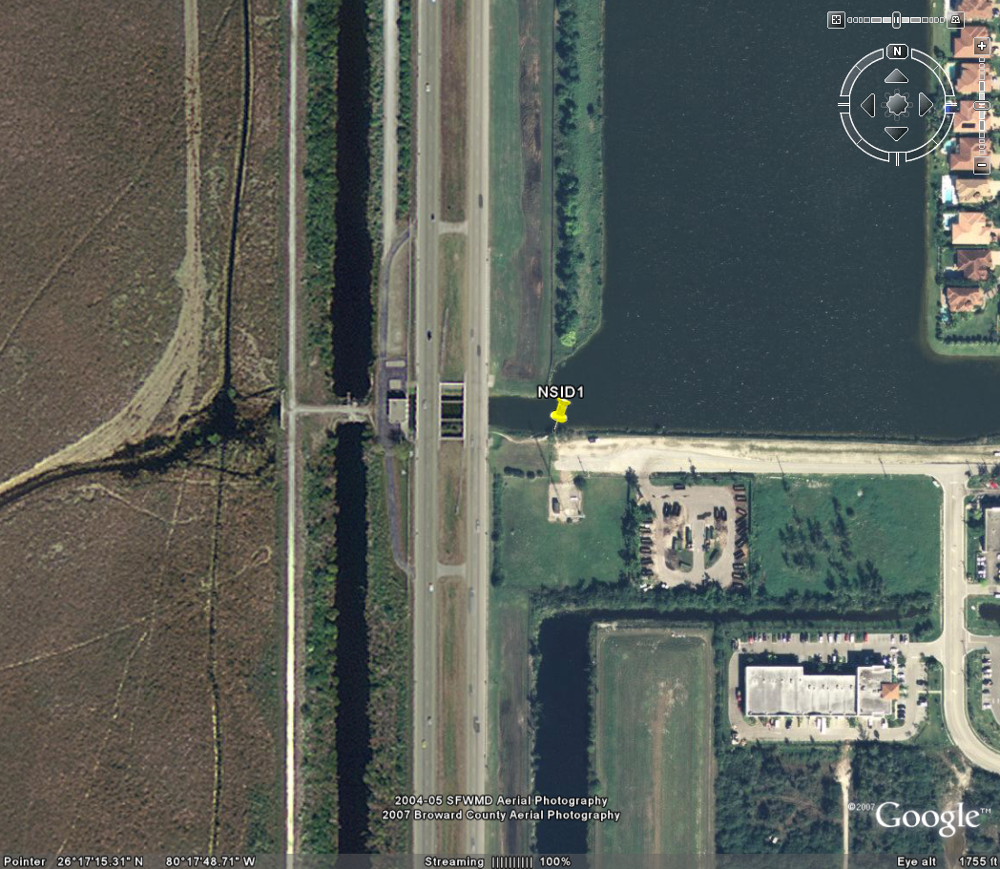 N
NSID1
2004-05 SFWMD Aerial Photography
2007 Broward County Aerial Photography
©2007 Google™
Pointer 26°17'15.31" N 80°17'48.71" W Streaming |||||||||| 100% Eye alt 1755 ft